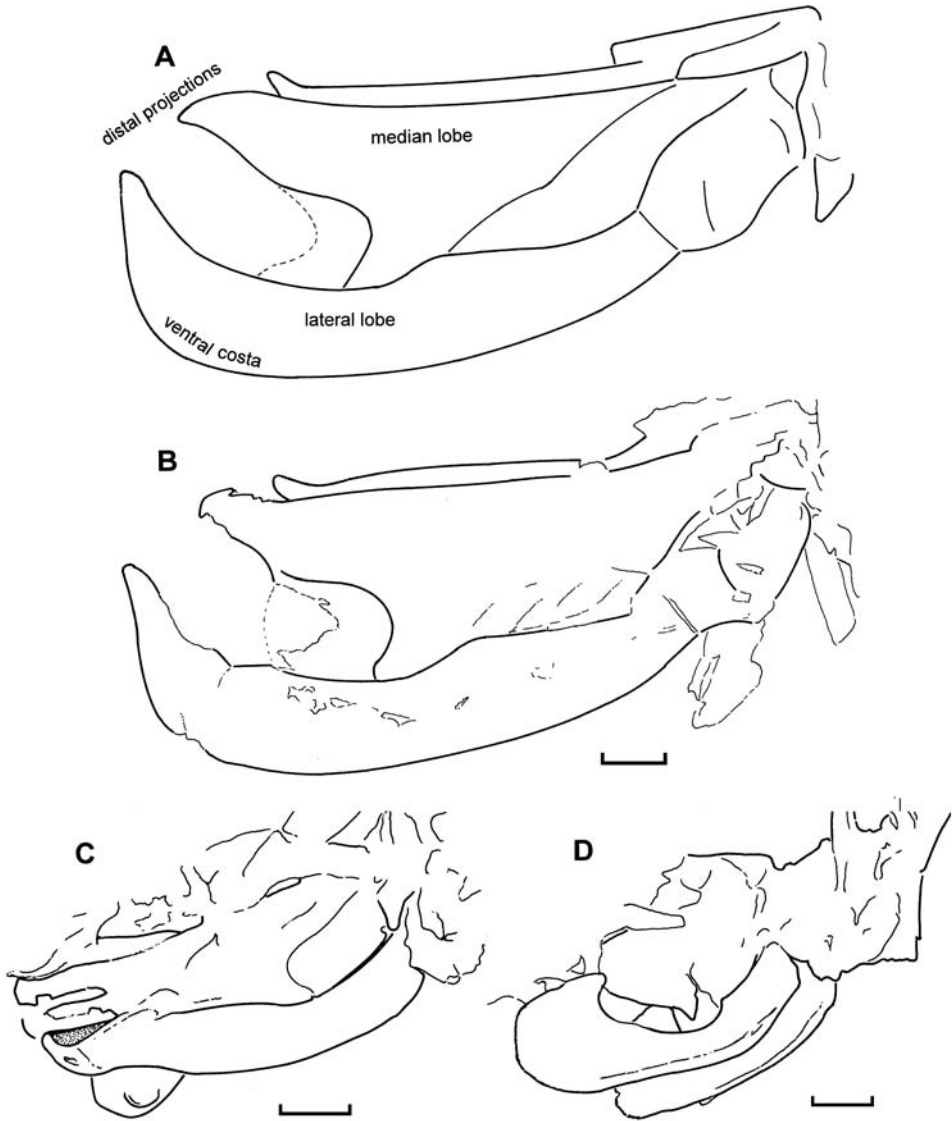 A
distal projections
median lobe
lateral lobe
ventral costa
B
C
D